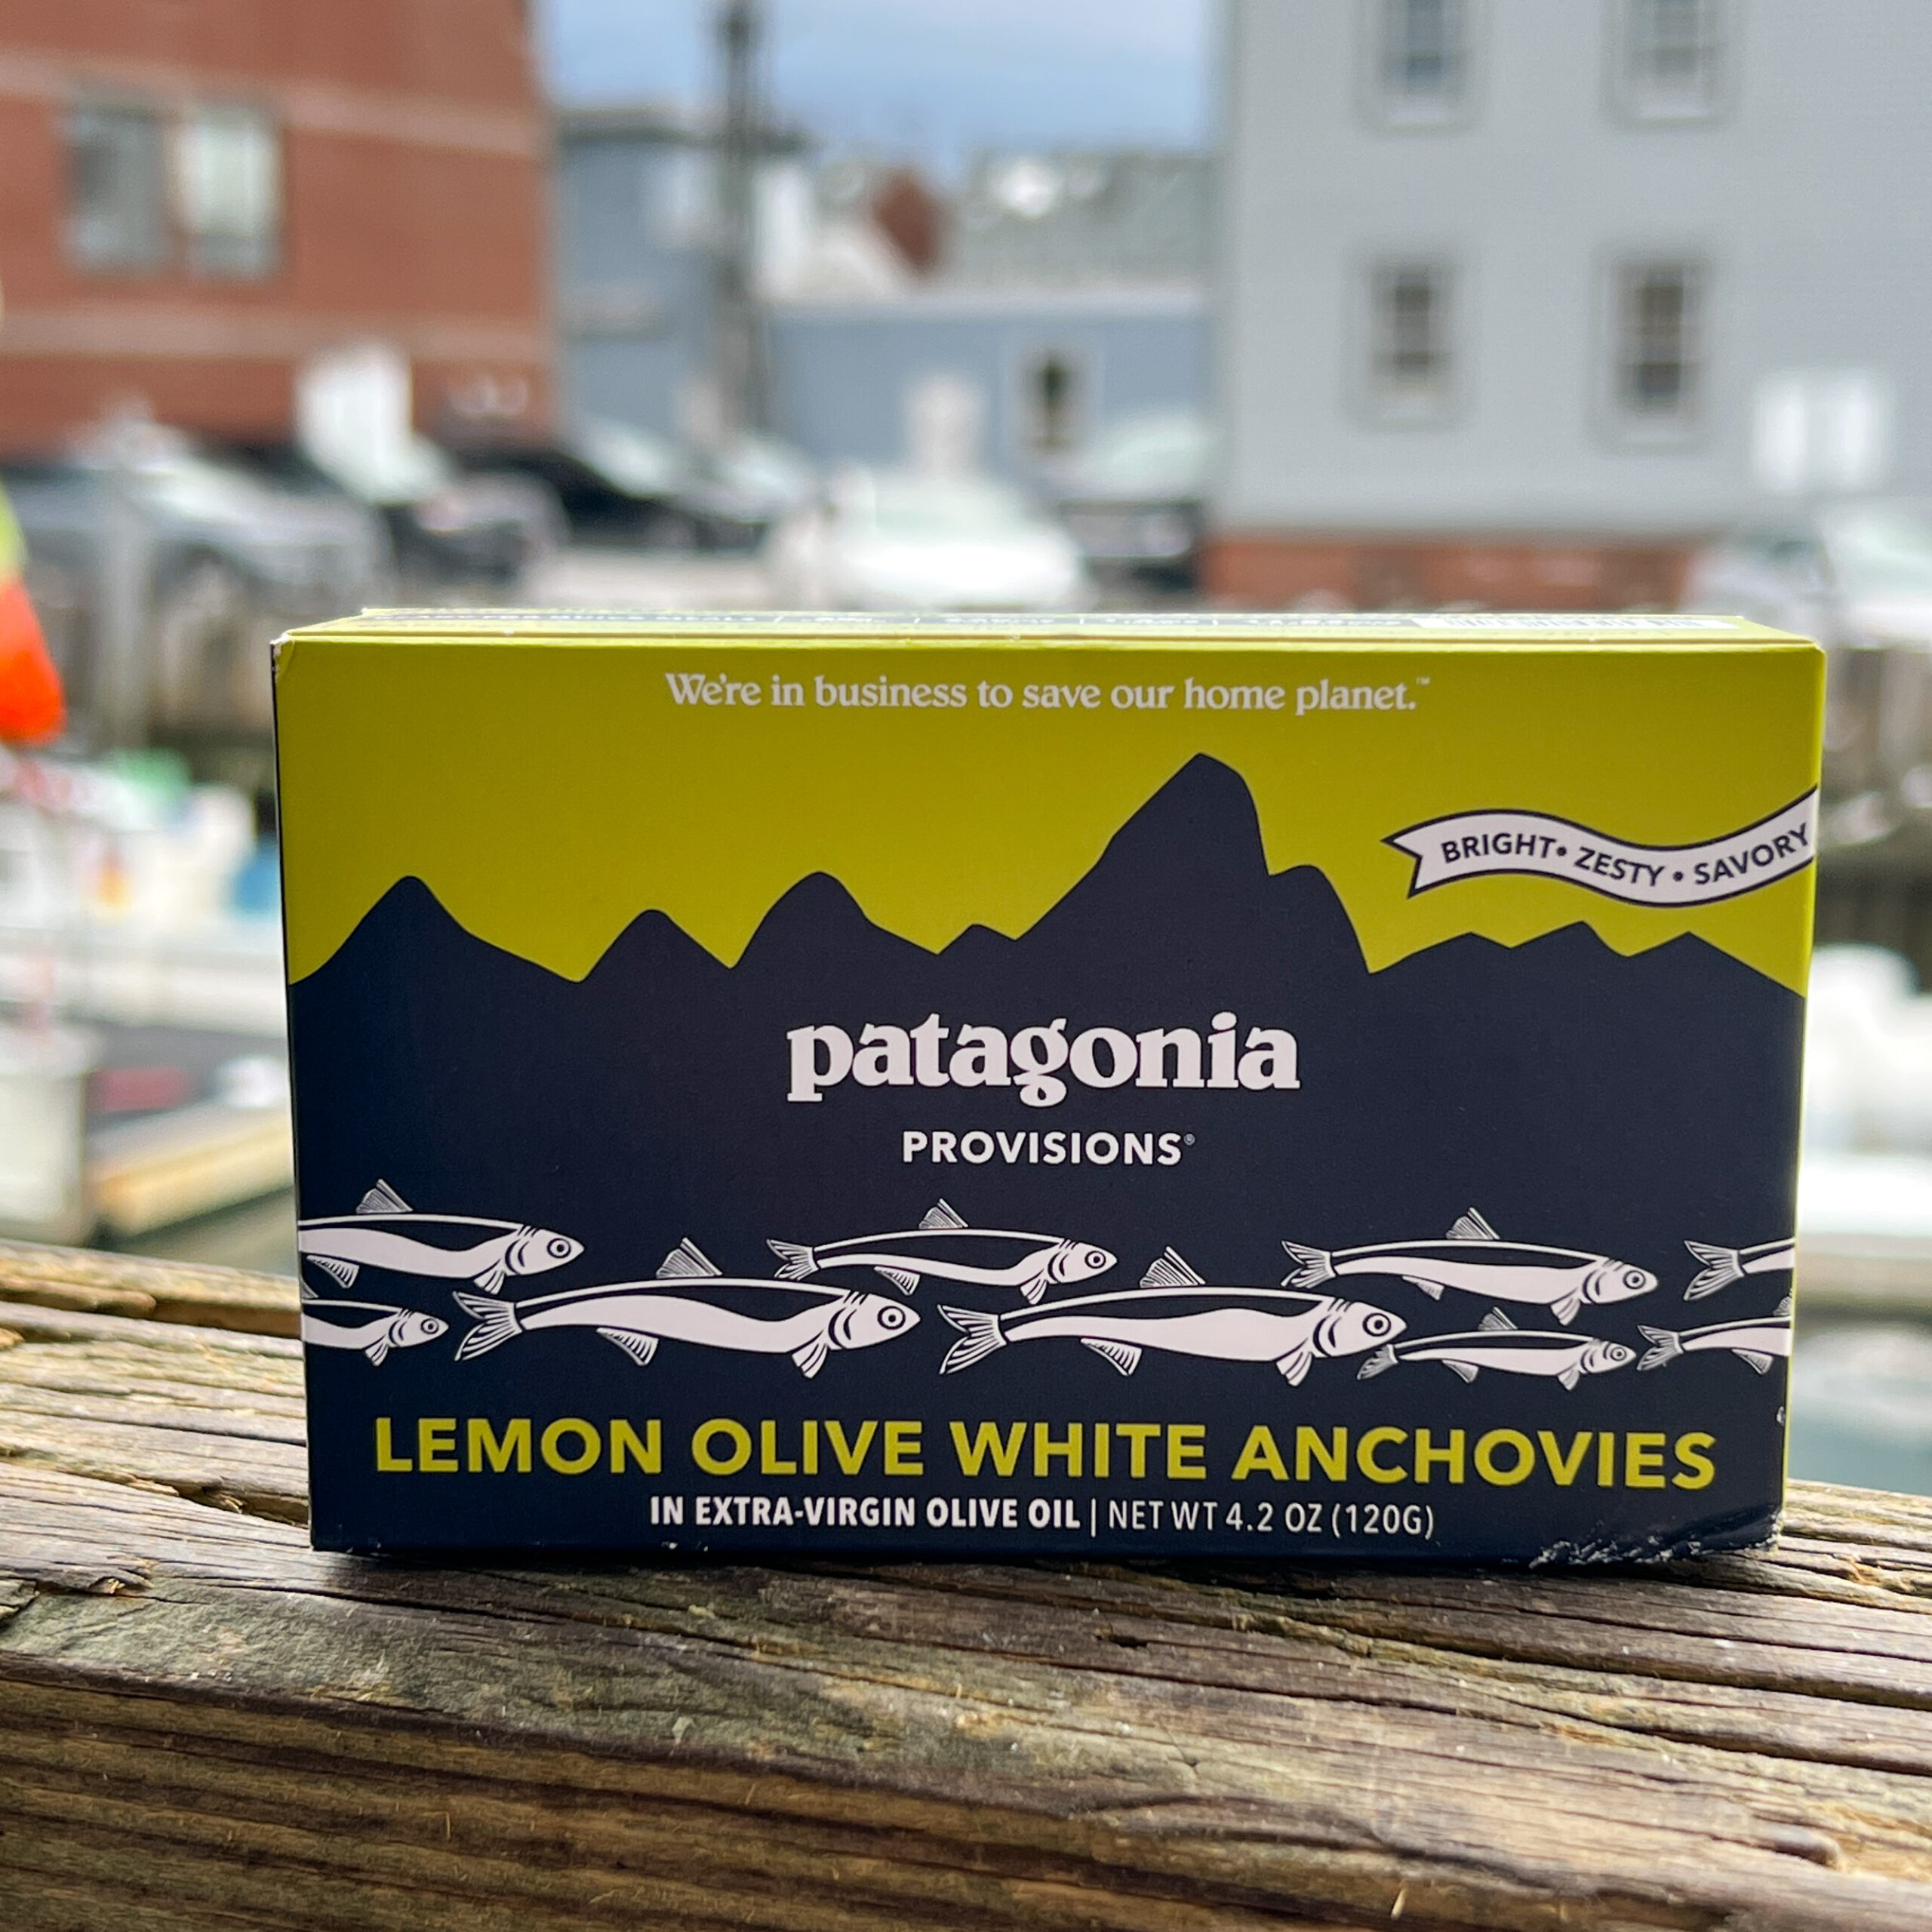 We're in business to save our home planet.™
BRIGHT • ZESTY • SAVORY
patagonia
PROVISIONS®
LEMON OLIVE WHITE ANCHOVIES
IN EXTRA-VIRGIN OLIVE OIL | NET WT 4.2 OZ (120G)